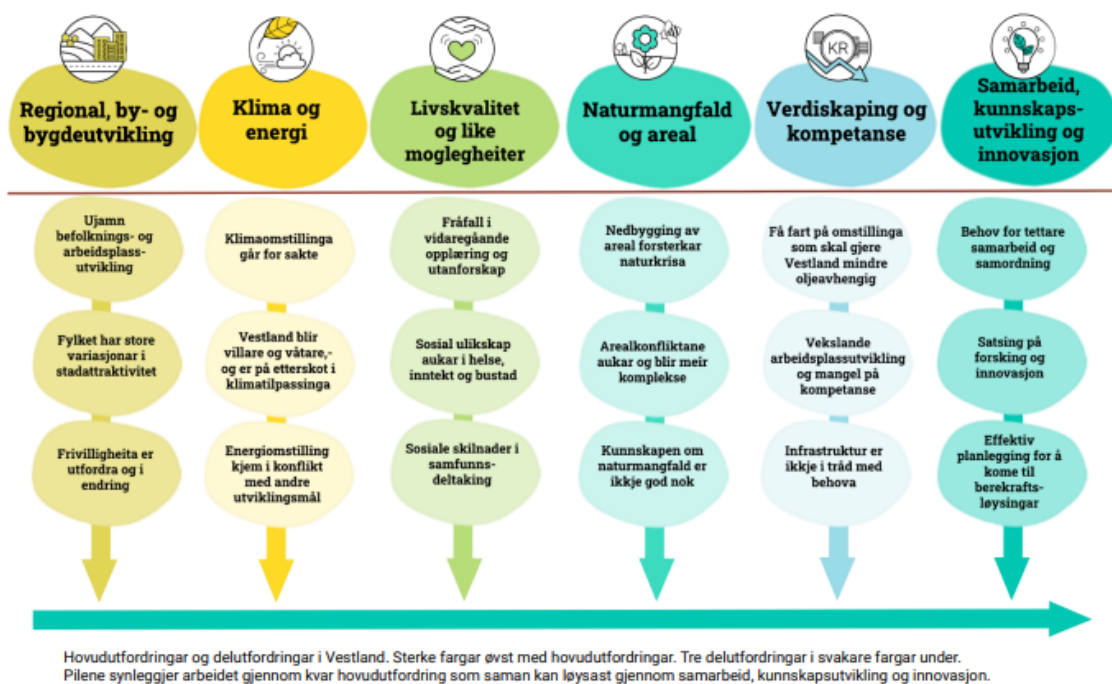 KR
Regional, by- og
bygdeutvikling
Klima og
energi
Livskvalitet
og like
moglegheiter
Naturmangfald
og areal
Verdiskaping og
kompetanse
Samarbeid,
kunnskaps-
utvikling og
innovasjon
Ujamn
befolknings- og
arbeidsplass-
utvikling
Klimaomstillinga
går for sakte
Fråfall i
vidaregåande
opplæring og
utanforskap
Nedbygging av
areal forsterkar
naturkrisa
Få fart på omstillinga
som skal gjere
Vestland mindre
oljeavhengig
Behov for tettare
samarbeid og
samordning
Fylket har store
variasjonar i
stadattraktivitet
Vestland blir
villare og våtare,-
og er på etterskot i
klimatilpassinga
Sosial ulikskap
aukar i helse,
inntekt og bustad
Arealkonfliktane
aukar og blir meir
komplekse
Vekslande
arbeidsplassutvikling
og mangel på
kompetanse
Satsing på
forsking og
innovasjon
Frivilligheita er
utfordra og i
endring
Energiomstilling
kjem i konflikt
med andre
utviklingsmål
Sosiale skilnader i
samfunns-
deltaking
Kunnskapen om
naturmangfald er
ikkje god nok
Infrastruktur er
ikkje i tråd med
behova
Effektiv
planlegging for å
kome til
berekrafts-
løysingar
Hovudutfordringar og delutfordringar i Vestland. Sterke fargar øvst med hovudutfordringar. Tre delutfordringar i svakare fargar under.
Pilene synleggjer arbeidet gjennom kvar hovudutfordring som saman kan løysast gjennom samarbeid, kunnskapsutvikling og innovasjon.